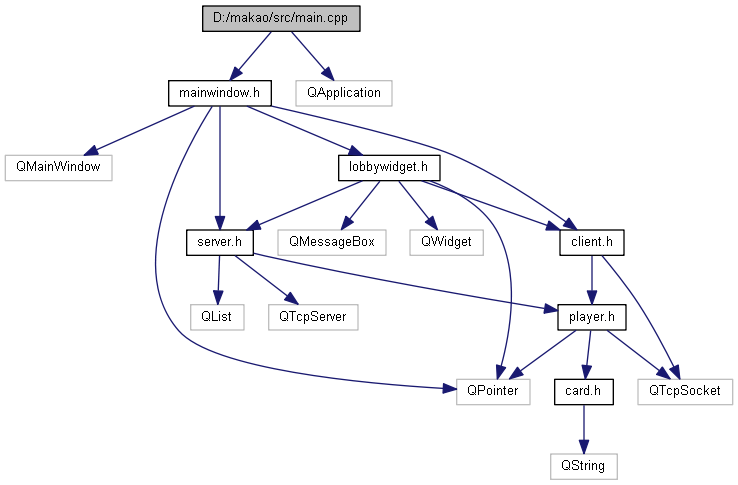 D:/makao/src/main.cpp
mainwindow.h
QApplication
QMainWindow
lobbywidget.h
server.h
QMessageBox
QWidget
client.h
QList
QTcpServer
player.h
QPointer
card.h
QTcpSocket
QString